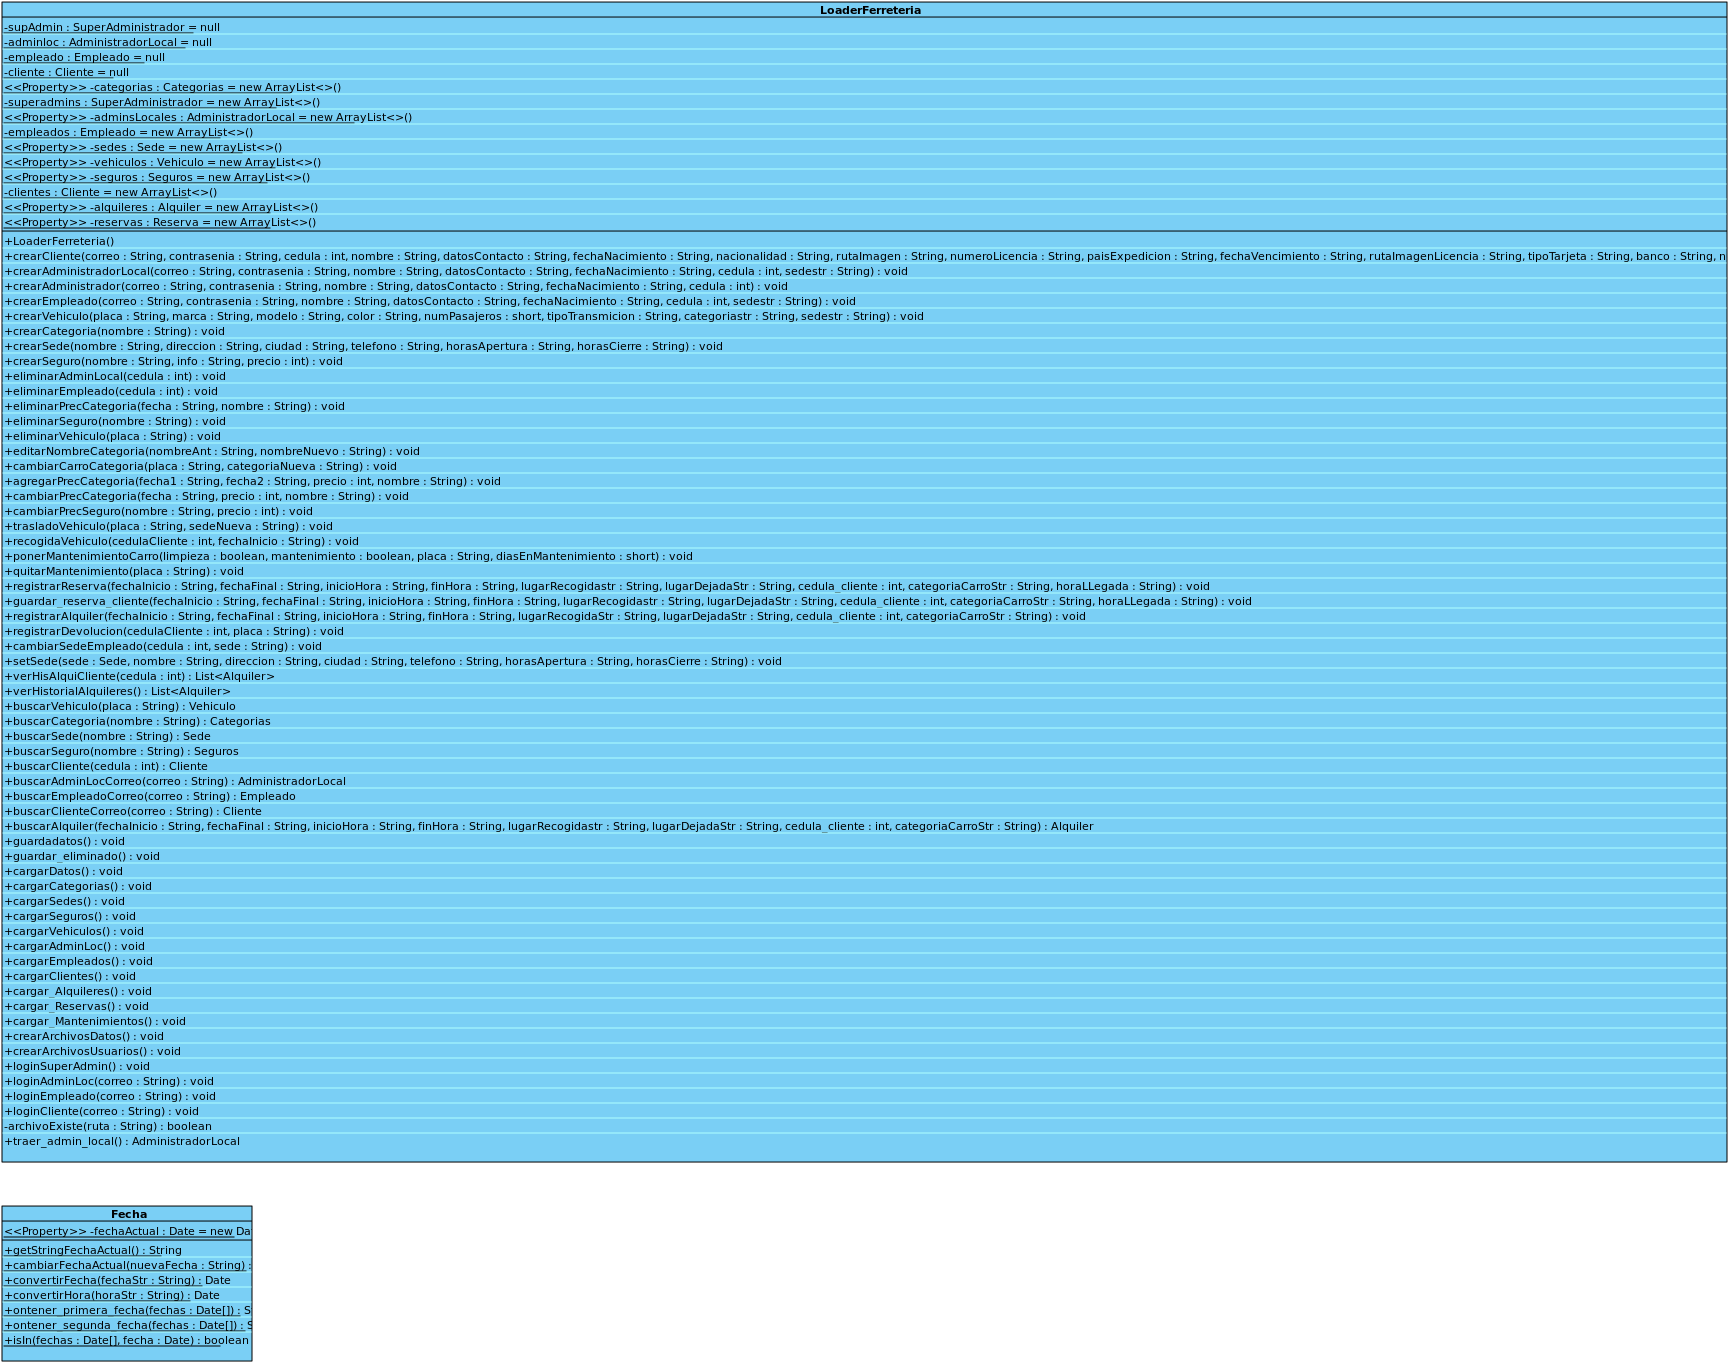 LoaderFerreteria
-supAdmin : SuperAdministrador = null
-adminloc : AdministradorLocal = null
-empleado : Empleado = null
-cliente : Cliente = null
<<Property>> -categorias : Categorias = new ArrayList<>()
-superadmins : SuperAdministrador = new ArrayList<>()
<<Property>> -adminsLocales : AdministradorLocal = new ArrayList<>()
-empleados : Empleado = new ArrayList<>()
<<Property>> -sedes : Sede = new ArrayList<>()
<<Property>> -vehiculos : Vehiculo = new ArrayList<>()
<<Property>> -seguros : Seguros = new ArrayList<>()
-clientes : Cliente = new ArrayList<>()
<<Property>> -alquileres : Alquiler = new ArrayList<>()
<<Property>> -reservas : Reserva = new ArrayList<>()
+LoaderFerreteria()
+crearCliente(correo : String, contrasenia : String, cedula : int, nombre : String, datosContacto : String, fechaNacimiento : String, nacionalidad : String, rutaImagen : String, numeroLicencia : String, paisExpedicion : String, fechaVencimiento : String, rutaImagenLicencia : String, tipoTarjeta : String, banco : String, n
+crearAdministradorLocal(correo : String, contrasenia : String, nombre : String, datosContacto : String, fechaNacimiento : String, cedula : int, sedestr : String) : void
+crearAdministrador(correo : String, contrasenia : String, nombre : String, datosContacto : String, fechaNacimiento : String, cedula : int) : void
+crearEmpleado(correo : String, contrasenia : String, nombre : String, datosContacto : String, fechaNacimiento : String, cedula : int, sedestr : String) : void
+crearVehiculo(placa : String, marca : String, modelo : String, color : String, numPasajeros : short, tipoTransmicion : String, categoriastr : String, sedestr : String) : void
+crearCategoria(nombre : String) : void
+crearSede(nombre : String, direccion : String, ciudad : String, telefono : String, horasApertura : String, horasCierre : String) : void
+crearSeguro(nombre : String, info : String, precio : int) : void
+eliminarAdminLocal(cedula : int) : void
+eliminarEmpleado(cedula : int) : void
+eliminarPrecCategoria(fecha : String, nombre : String) : void
+eliminarSeguro(nombre : String) : void
+eliminarVehiculo(placa : String) : void
+editarNombreCategoria(nombreAnt : String, nombreNuevo : String) : void
+cambiarCarroCategoria(placa : String, categoriaNueva : String) : void
+agregarPrecCategoria(fecha1 : String, fecha2 : String, precio : int, nombre : String) : void
+cambiarPrecCategoria(fecha : String, precio : int, nombre : String) : void
+cambiarPrecSeguro(nombre : String, precio : int) : void
+trasladoVehiculo(placa : String, sedeNueva : String) : void
+recogidaVehiculo(cedulaCliente : int, fechaInicio : String) : void
+ponerMantenimientoCarro(limpieza : boolean, mantenimiento : boolean, placa : String, diasEnMantenimiento : short) : void
+quitarMantenimiento(placa : String) : void
+registrarReserva(fechaInicio : String, fechaFinal : String, inicioHora : String, finHora : String, lugarRecogidastr : String, lugarDejadaStr : String, cedula_cliente : int, categoriaCarroStr : String, horaLLegada : String) : void
+guardar_reserva_cliente(fechaInicio : String, fechaFinal : String, inicioHora : String, finHora : String, lugarRecogidastr : String, lugarDejadaStr : String, cedula_cliente : int, categoriaCarroStr : String, horaLLegada : String) : void
+registrarAlquiler(fechaInicio : String, fechaFinal : String, inicioHora : String, finHora : String, lugarRecogidaStr : String, lugarDejadaStr : String, cedula_cliente : int, categoriaCarroStr : String) : void
+registrarDevolucion(cedulaCliente : int, placa : String) : void
+cambiarSedeEmpleado(cedula : int, sede : String) : void
+setSede(sede : Sede, nombre : String, direccion : String, ciudad : String, telefono : String, horasApertura : String, horasCierre : String) : void
+verHisAlquiCliente(cedula : int) : List<Alquiler>
+verHistorialAlquileres() : List<Alquiler>
+buscarVehiculo(placa : String) : Vehiculo
+buscarCategoria(nombre : String) : Categorias
+buscarSede(nombre : String) : Sede
+buscarSeguro(nombre : String) : Seguros
+buscarCliente(cedula : int) : Cliente
+buscarAdminLocCorreo(correo : String) : AdministradorLocal
+buscarEmpleadoCorreo(correo : String) : Empleado
+buscarClienteCorreo(correo : String) : Cliente
+buscarAlquiler(fechaInicio : String, fechaFinal : String, inicioHora : String, finHora : String, lugarRecogidastr : String, lugarDejadaStr : String, cedula_cliente : int, categoriaCarroStr : String) : Alquiler
+guardadatos() : void
+guardar_eliminado() : void
+cargarDatos() : void
+cargarCategorias() : void
+cargarSedes() : void
+cargarSeguros() : void
+cargarVehiculos() : void
+cargarAdminLoc() : void
+cargarEmpleados() : void
+cargarClientes() : void
+cargar_Alquileres() : void
+cargar_Reservas() : void
+cargar_Mantenimientos() : void
+crearArchivosDatos() : void
+crearArchivosUsuarios() : void
+loginSuperAdmin() : void
+loginAdminLoc(correo : String) : void
+loginEmpleado(correo : String) : void
+loginCliente(correo : String) : void
-archivoExiste(ruta : String) : boolean
+traer_admin_local() : AdministradorLocal
Fecha
<<Property>> -fechaActual : Date = new Da
+getStringFechaActual() : String
+cambiarFechaActual(nuevaFecha : String) :
+convertirFecha(fechaStr : String) : Date
+convertirHora(horaStr : String) : Date
+ontener_primera_fecha(fechas : Date[]) : S
+ontener_segunda_fecha(fechas : Date[]) : S
+isIn(fechas : Date[], fecha : Date) : boolean